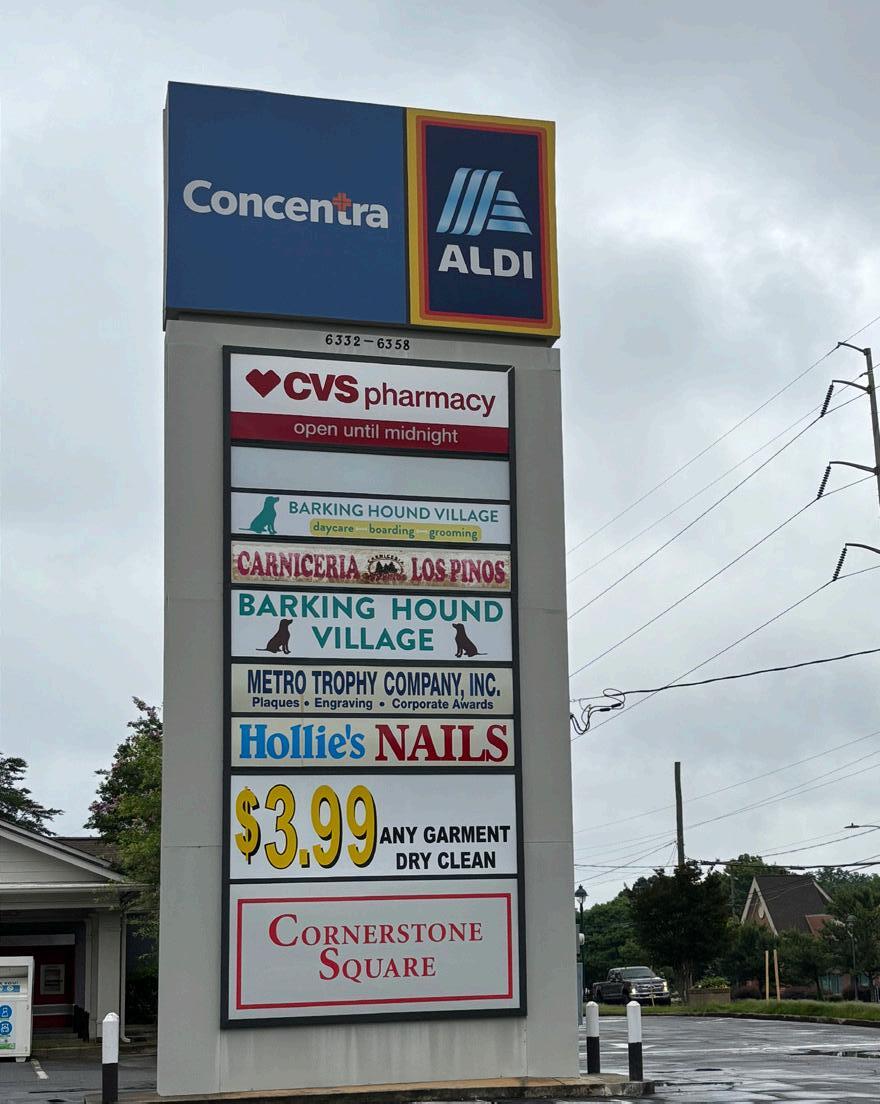 Concentra
ALDI
6332-6358
CVS pharmacy
open until midnight
BARKING HOUND VILLAGE
daycare boarding grooming
CARNICERIA LOS PINOS
BARKING HOUND
VILLAGE
METRO TROPHY COMPANY, INC.
Plaques • Engraving • Corporate Awards
Hollie's NAILS
$3.99 ANY GARMENT
DRY CLEAN
CORNERSTONE
SQUARE